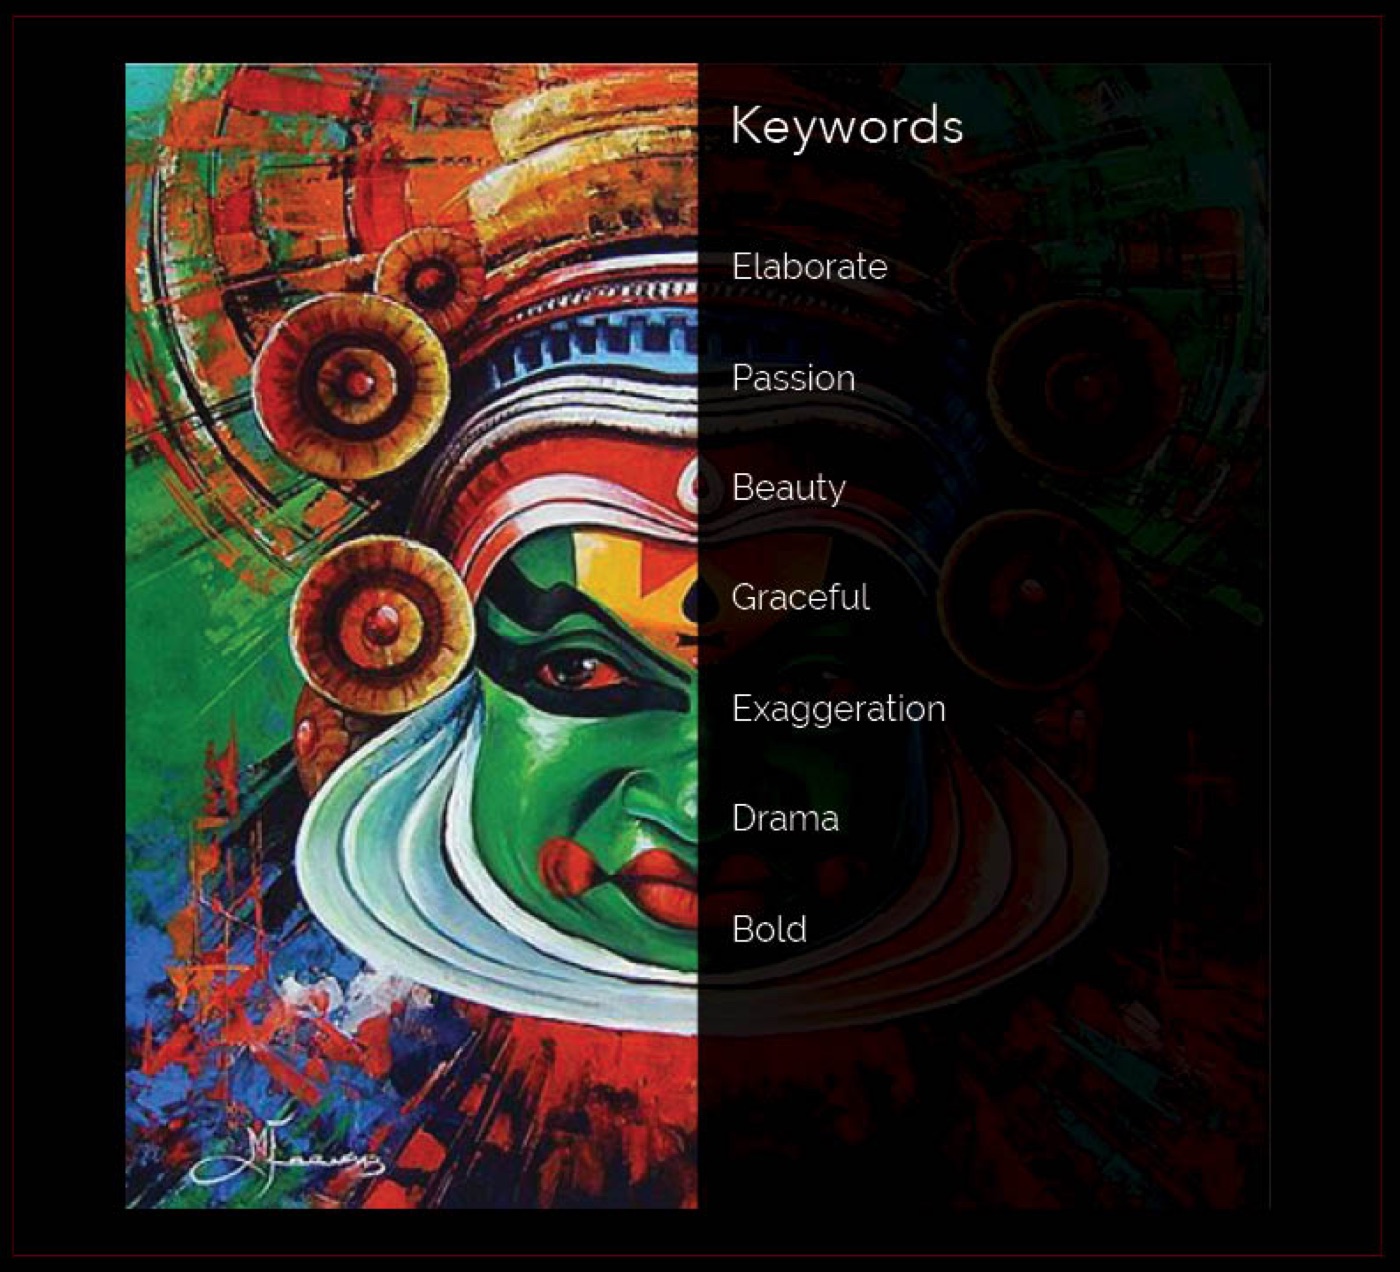 Keywords
Elaborate
Passion
Beauty
Graceful
Exaggeration
Drama
Bold